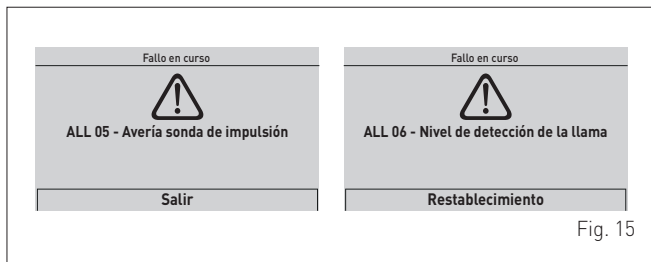 Fallo en curso
ALL 05 - Avería sonda de impulsión
Salir
Fallo en curso
ALL 06 - Nivel de detección de la llama
Restablecimiento
Fig. 15